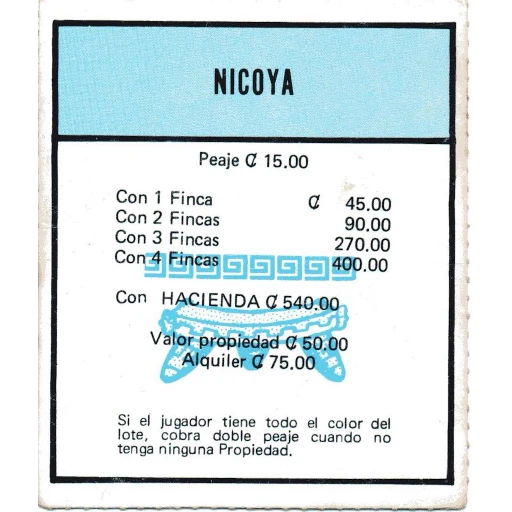 NICOYA
Peaje ₡ 15.00
Con 1 Finca ₡ 45.00
Con 2 Fincas 90.00
Con 3 Fincas 270.00
Con 4 Fincas 400.00
Con HACIENDA ₡ 540.00
Valor propiedad ₡ 50.00
Alquiler ₡ 75.00
Si el jugador tiene todo el color del
lote, cobra doble peaje cuando no
tenga ninguna Propiedad.